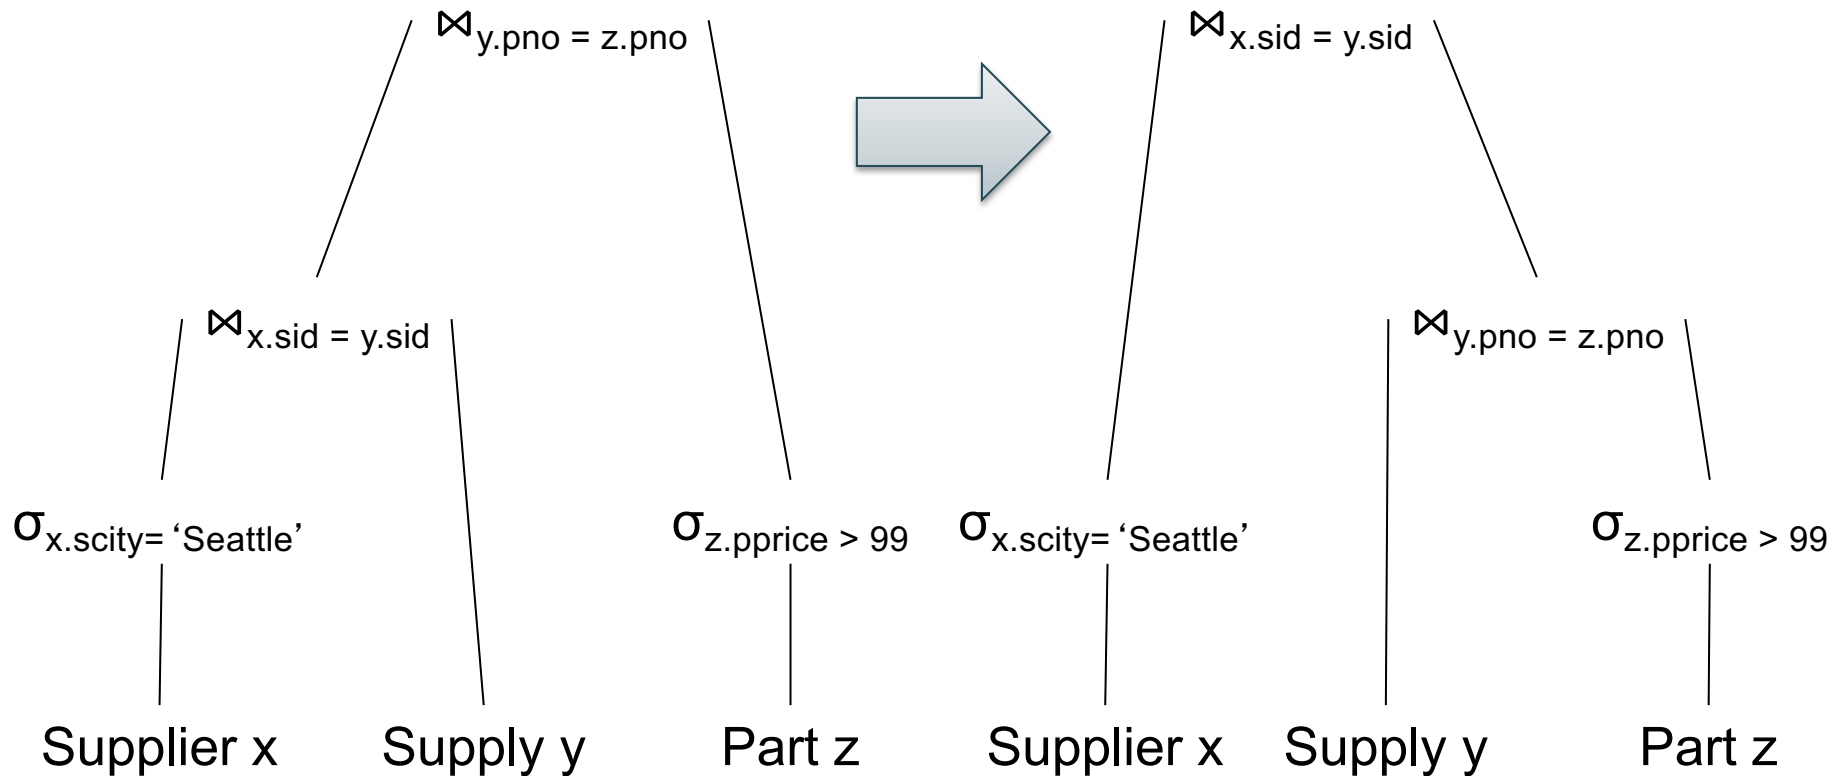 ⋈y.pno = z.pno
⋈x.sid = y.sid
⋈x.sid = y.sid
⋈y.pno = z.pno
σx.scity= ‘Seattle’
σz.pprice > 99
σx.scity= ‘Seattle’
σz.pprice > 99
Supplier x
Supply y
Part z
Supplier x
Supply y
Part z